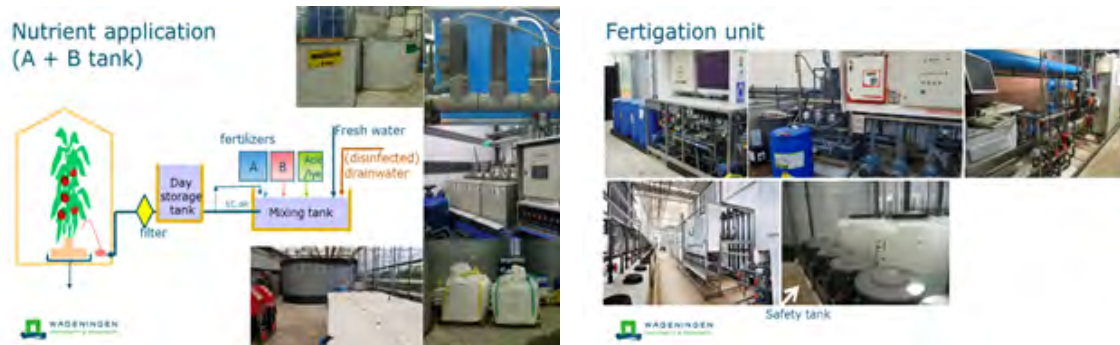 Nutrient application
(A + B tank)
fertilizers
A
B
Acid
/lye
Fresh water
(disinfected)
drainwater
Day
storage
tank
EC, pH
Mixing tank
filter
WAGENINGEN
Fertigation unit
Safety tank
WAGENINGEN